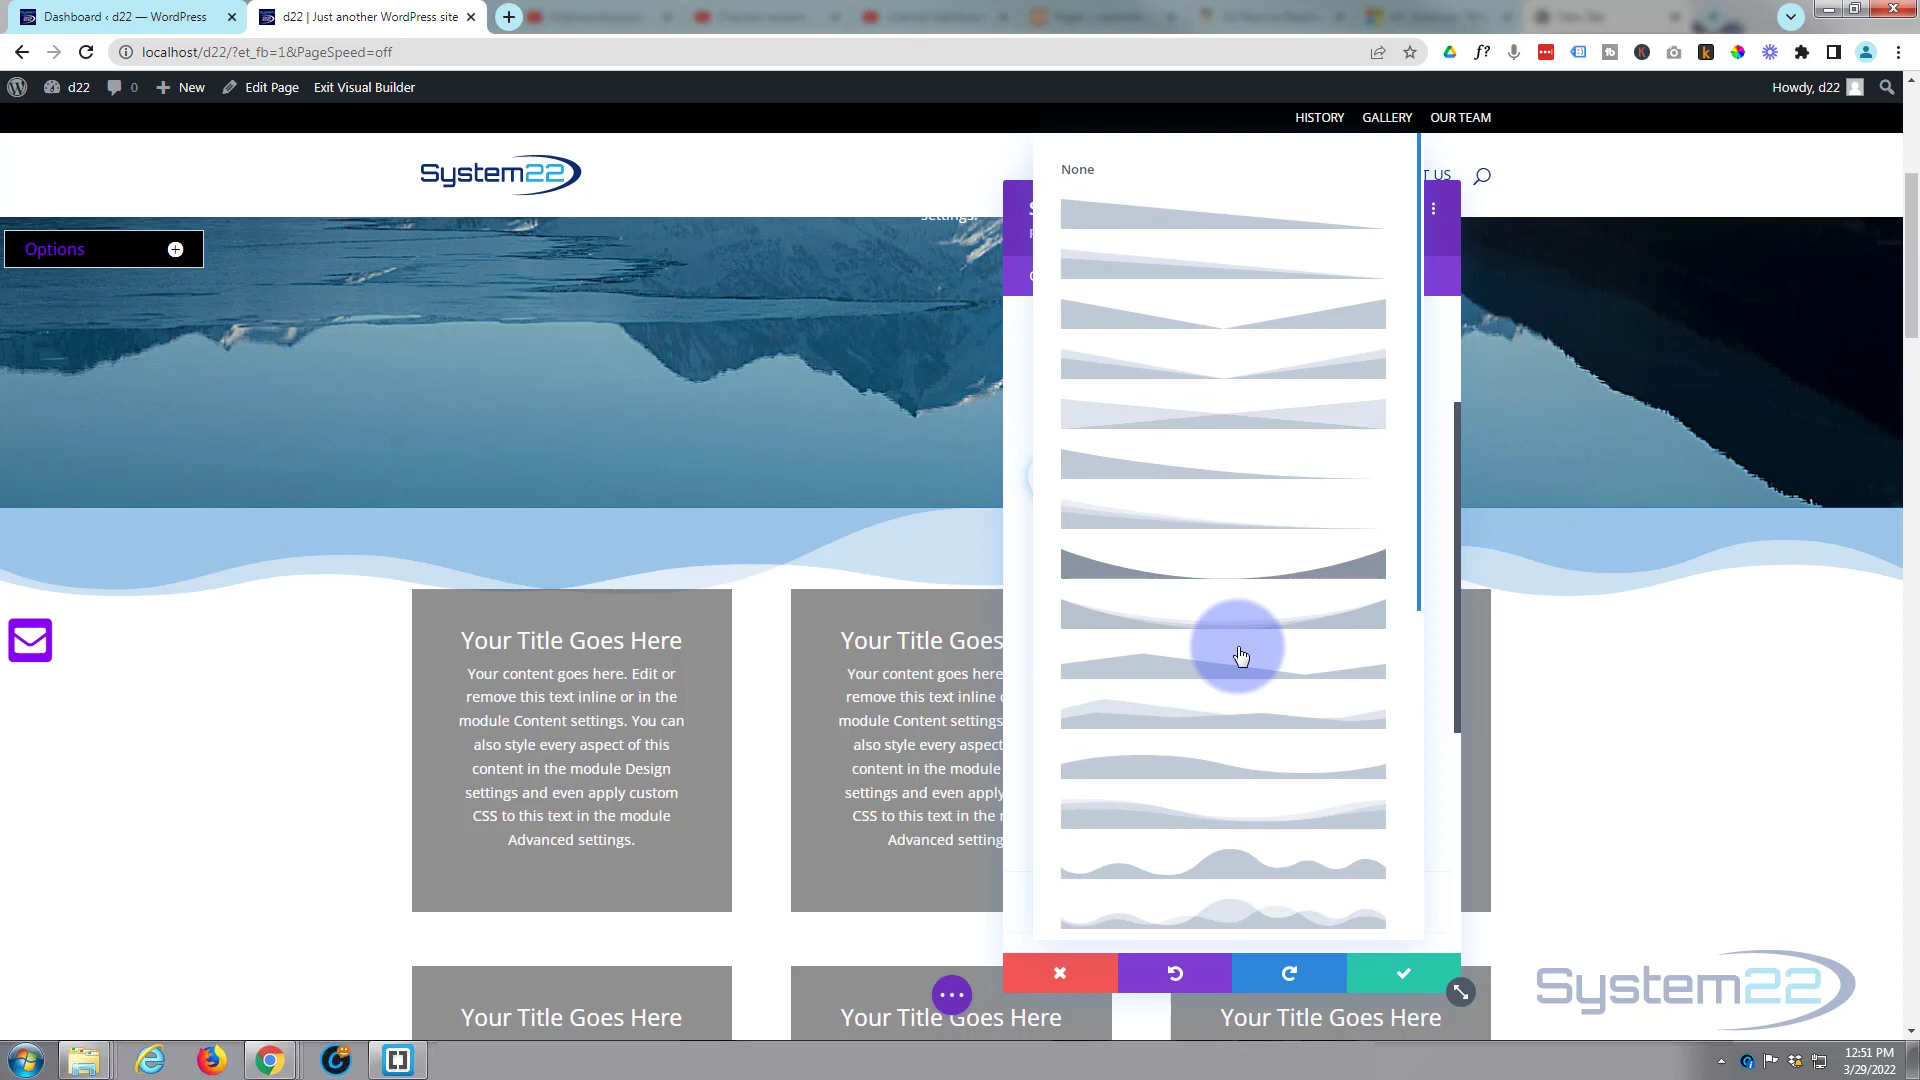 Dashboard ‹ d22 — WordPress
d22 | Just another WordPress site
localhost/d22/?et_fb=1&PageSpeed=off
d22
0
New
Edit Page
Exit Visual Builder
Howdy, d22
HISTORY
GALLERY
OUR TEAM
System22
T US
None
settings.
Options
Your Title Goes Here
Your content goes here. Edit or
remove this text inline or in the
module Content settings. You can
also style every aspect of this
content in the module Design
settings and even apply custom
CSS to this text in the module
Advanced settings.
Your Title Goes
Your content goes here
remove this text inline o
module Content settings
also style every aspect
content in the module
settings and even apply
CSS to this text in the m
Advanced setting
Your Title Goes Here
Your Title Goes Here
Your Title Goes Here
System22
12:51 PM
3/29/2022